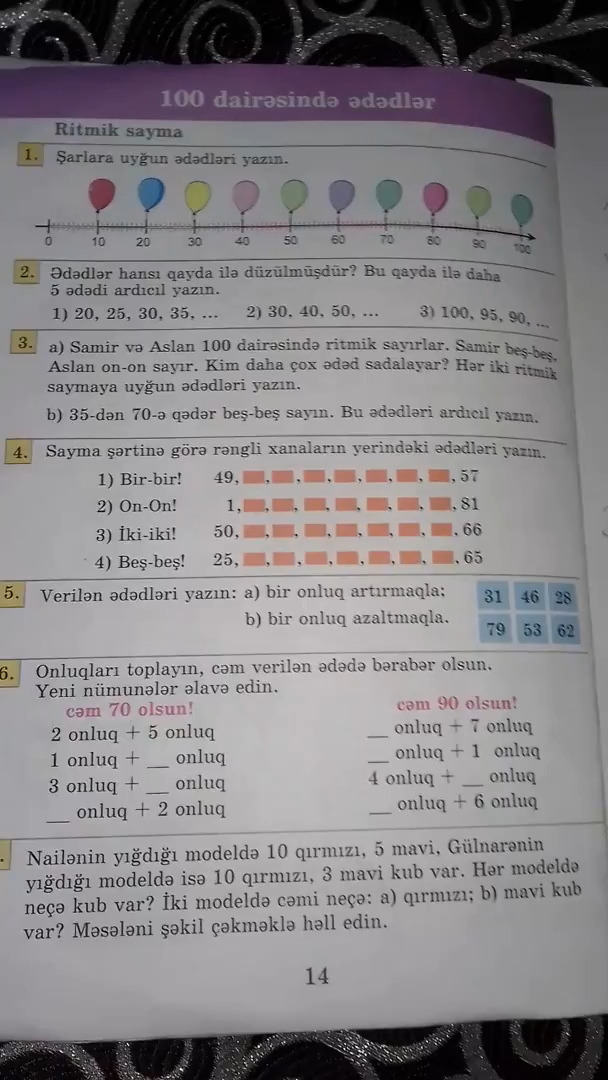 100 dairəsində ədədlər
Ritmik sayma
1. Şarlara uyğun ədədləri yazın.
0 10 20 30 40 50 60 70 80 90 100
2. Ədədlər hansı qayda ilə düzülmüşdür? Bu qayda ilə daha
5 ədədi ardıcıl yazın.
1) 20, 25, 30, 35, ... 2) 30, 40, 50, ... 3) 100, 95, 90, ...
3. a) Samir və Aslan 100 dairəsində ritmik sayırlar. Samir beş-beş,
Aslan on-on sayır. Kim daha çox ədəd sadalayar? Hər iki ritmik
saymaya uyğun ədədləri yazın.
b) 35-dən 70-ə qədər beş-beş sayın. Bu ədədləri ardıcıl yazın.
4. Sayma şərtinə görə rəngli xanaların yerindəki ədədləri yazın.
1) Bir-bir! 49, , , , , , , , 57
2) On-On! 1, , , , , , , , 81
3) İki-iki! 50, , , , , , , , 66
4) Beş-beş! 25, , , , , , , , 65
5. Verilən ədədləri yazın: a) bir onluq artırmaqla; 31 46 28
b) bir onluq azaltmaqla. 79 53 62
6. Onluqları toplayın, cəm verilən ədədə bərabər olsun.
Yeni nümunələr əlavə edin.
cəm 70 olsun! cəm 90 olsun!
2 onluq + 5 onluq __ onluq + 7 onluq
1 onluq + __ onluq __ onluq + 1 onluq
3 onluq + __ onluq 4 onluq + __ onluq
__ onluq + 2 onluq __ onluq + 6 onluq
. Nailənin yığdığı modeldə 10 qırmızı, 5 mavi, Gülnarənin
yığdığı modeldə isə 10 qırmızı, 3 mavi kub var. Hər modeldə
neçə kub var? İki modeldə cəmi neçə: a) qırmızı; b) mavi kub
var? Məsələni şəkil çəkməklə həll edin.
14